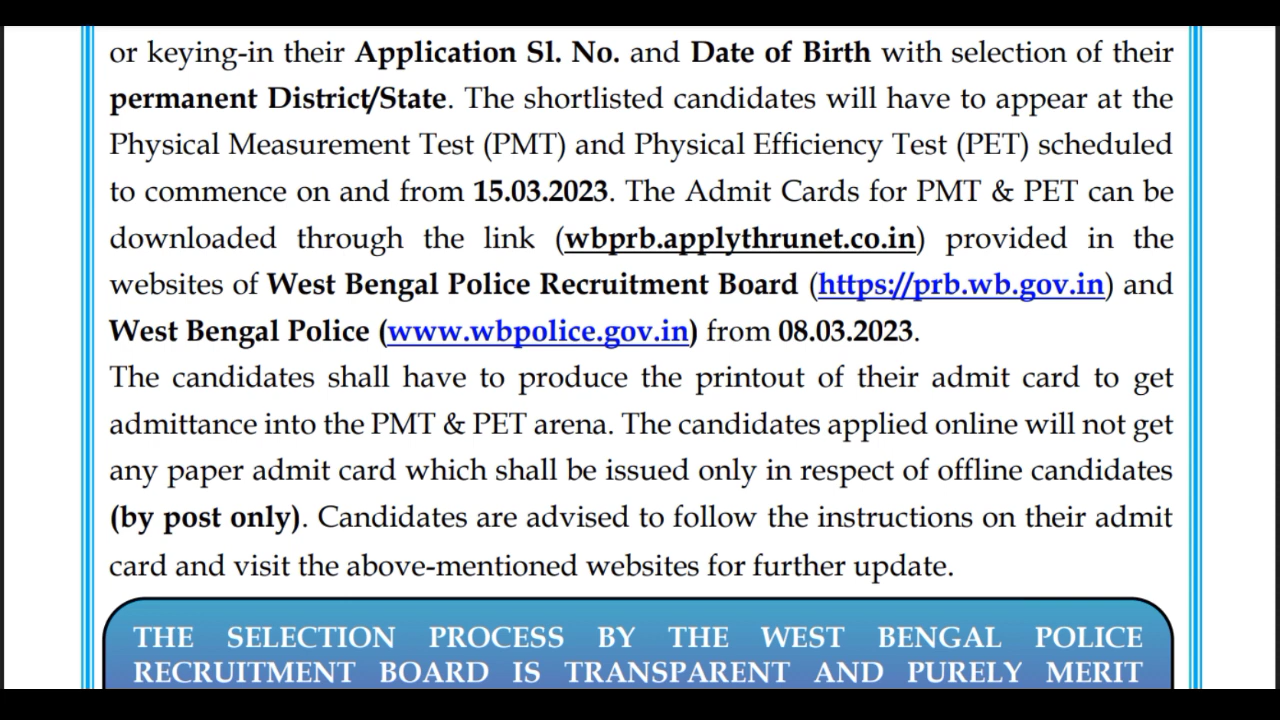 or keying-in their Application Sl. No. and Date of Birth with selection of their
permanent District/State. The shortlisted candidates will have to appear at the
Physical Measurement Test (PMT) and Physical Efficiency Test (PET) scheduled
to commence on and from 15.03.2023. The Admit Cards for PMT & PET can be
downloaded through the link (wbprb.applythrunet.co.in) provided in the
websites of West Bengal Police Recruitment Board (https://prb.wb.gov.in) and
West Bengal Police (www.wbpolice.gov.in) from 08.03.2023.
The candidates shall have to produce the printout of their admit card to get
admittance into the PMT & PET arena. The candidates applied online will not get
any paper admit card which shall be issued only in respect of offline candidates
(by post only). Candidates are advised to follow the instructions on their admit
card and visit the above-mentioned websites for further update.
THE SELECTION PROCESS BY THE WEST BENGAL POLICE
RECRUITMENT BOARD IS TRANSPARENT AND PURELY MERIT